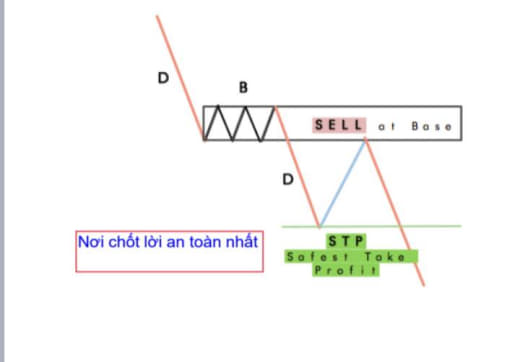 D
B
SELL at Base
D
Nơi chốt lời an toàn nhất
STP
Safest Take
Profit